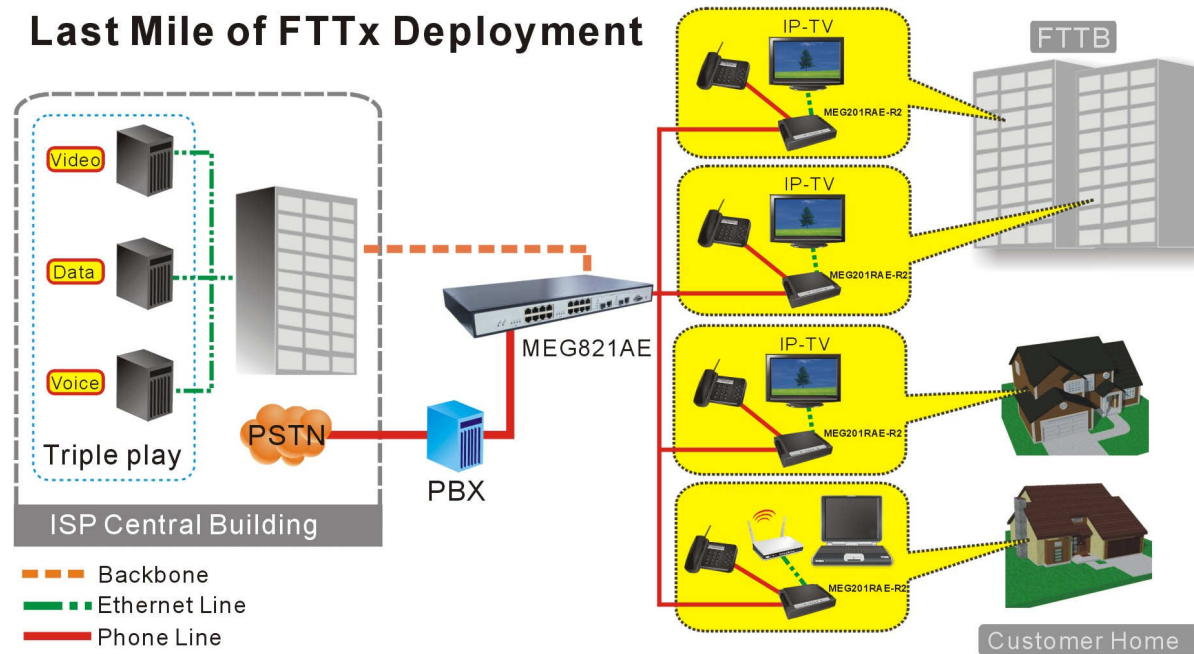 Last Mile of FTTx Deployment
Video
Data
Voice
Triple play
PSTN
ISP Central Building
PBX
MEG821AE
IP-TV
MEG201RAE-R2
IP-TV
MEG201RAE-R2
IP-TV
MEG201RAE-R2
MEG201RAE-R2
FTTB
Customer Home
Backbone
Ethernet Line
Phone Line